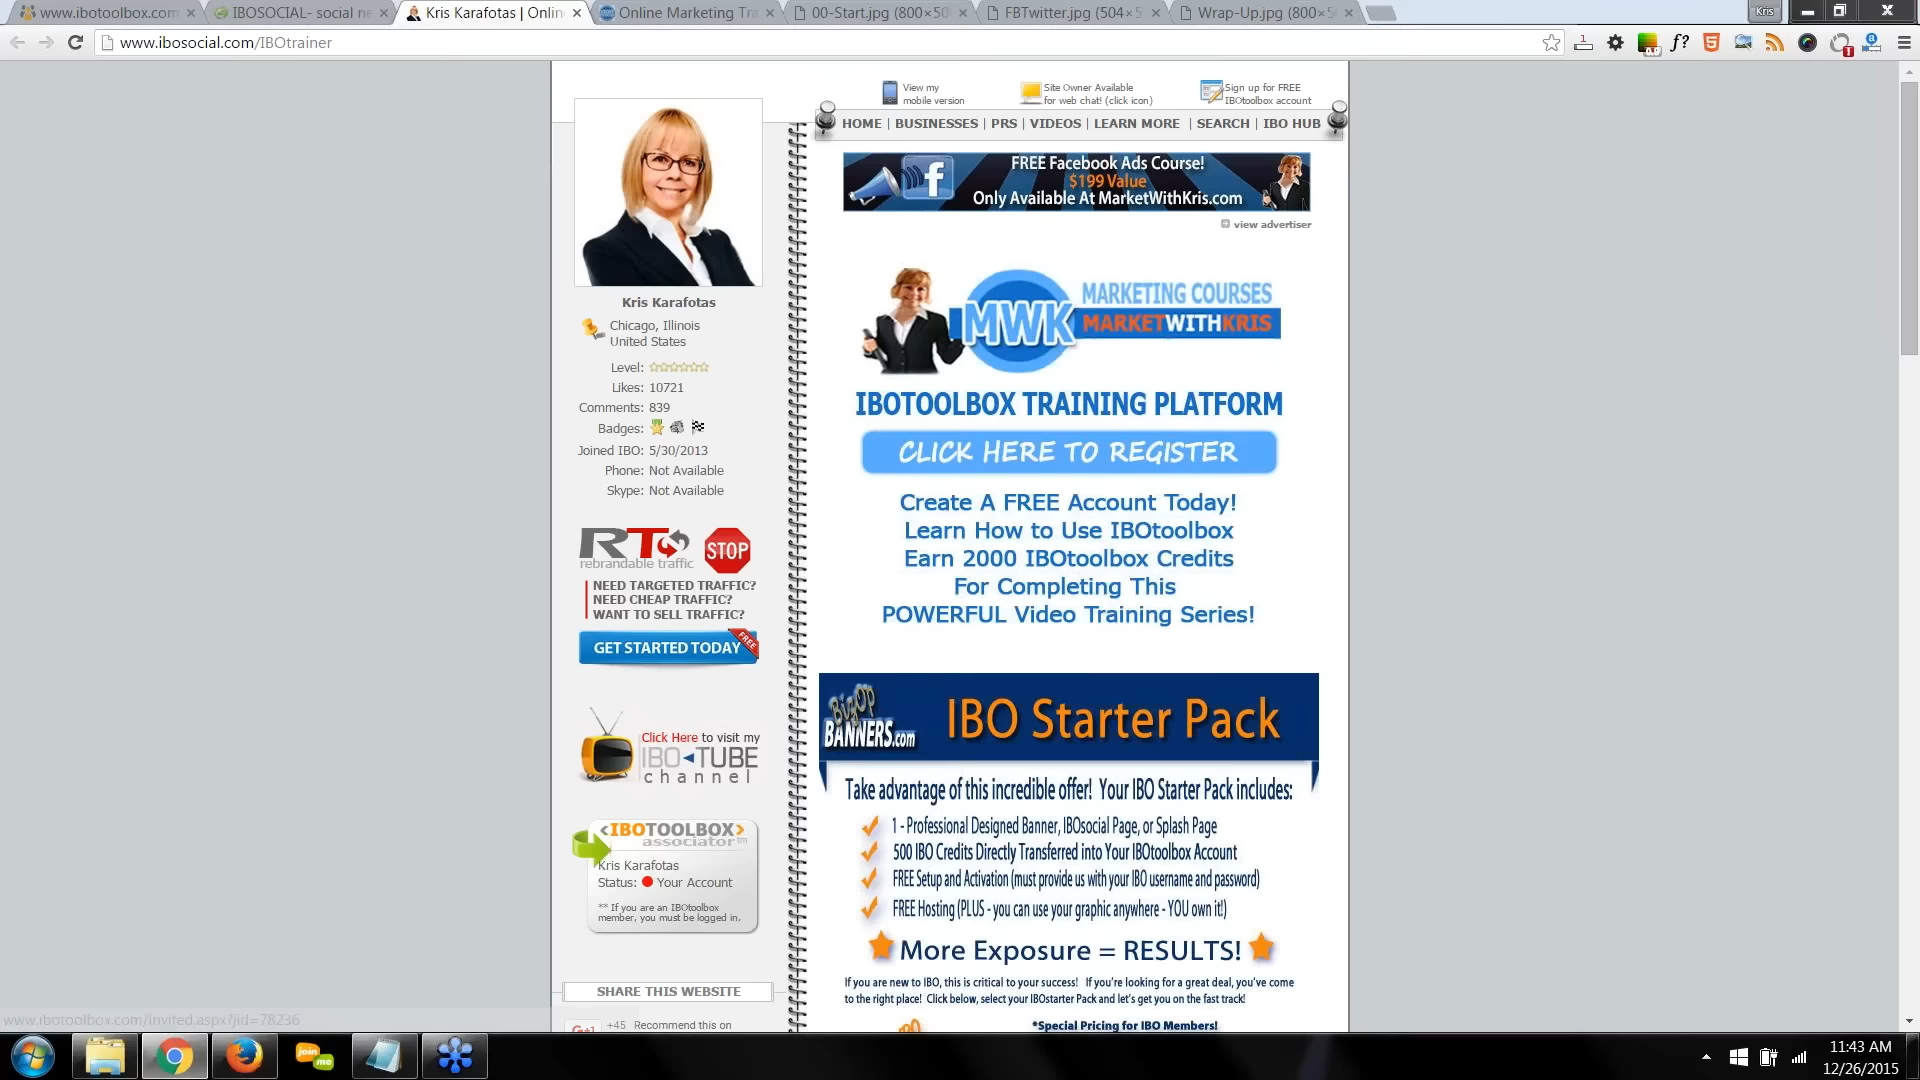 www.ibotoolbox.com
IBOSOCIAL- social ne
Kris Karafotas | Onlin
Online Marketing Tra
00-Start.jpg (800×50
FBTwitter.jpg (504×5
Wrap-Up.jpg (800×5
Kris
www.ibosocial.com/IBOtrainer
View my
mobile version
Site Owner Available
for web chat! (click icon)
Sign up for FREE
IBOtoolbox account
HOME | BUSINESSES | PRS | VIDEOS | LEARN MORE | SEARCH | IBO HUB
FREE Facebook Ads Course!
$199 Value
Only Available At MarketWithKris.com
view advertiser
Kris Karafotas
Chicago, Illinois
United States
Level:
Likes: 10721
Comments: 839
Badges:
Joined IBO: 5/30/2013
Phone: Not Available
Skype: Not Available
RT
rebrandable traffic
STOP
NEED TARGETED TRAFFIC?
NEED CHEAP TRAFFIC?
WANT TO SELL TRAFFIC?
GET STARTED TODAY
FREE
Click Here to visit my
IBO TUBE
channel
<IBOTOOLBOX>
associator™
Kris Karafotas
Status: Your Account
** If you are an IBOtoolbox
member, you must be logged in.
SHARE THIS WEBSITE
+45 Recommend this on
MWK
MARKETING COURSES
MARKETWITHKRIS
IBOTOOLBOX TRAINING PLATFORM
CLICK HERE TO REGISTER
Create A FREE Account Today!
Learn How to Use IBOtoolbox
Earn 2000 IBOtoolbox Credits
For Completing This
POWERFUL Video Training Series!
BizOp
BANNERS.com
IBO Starter Pack
Take advantage of this incredible offer! Your IBO Starter Pack includes:
1 - Professional Designed Banner, IBOsocial Page, or Splash Page
500 IBO Credits Directly Transferred into Your IBOtoolbox Account
FREE Setup and Activation (must provide us with your IBO username and password)
FREE Hosting (PLUS - you can use your graphic anywhere - YOU own it!)
More Exposure = RESULTS!
If you are new to IBO, this is critical to your success! If you're looking for a great deal, you've come
to the right place! Click below, select your IBOstarter Pack and let's get you on the fast track!
*Special Pricing for IBO Members!
www.ibotoolbox.com/invited.aspx?jid=78236
join
me
11:43 AM
12/26/2015